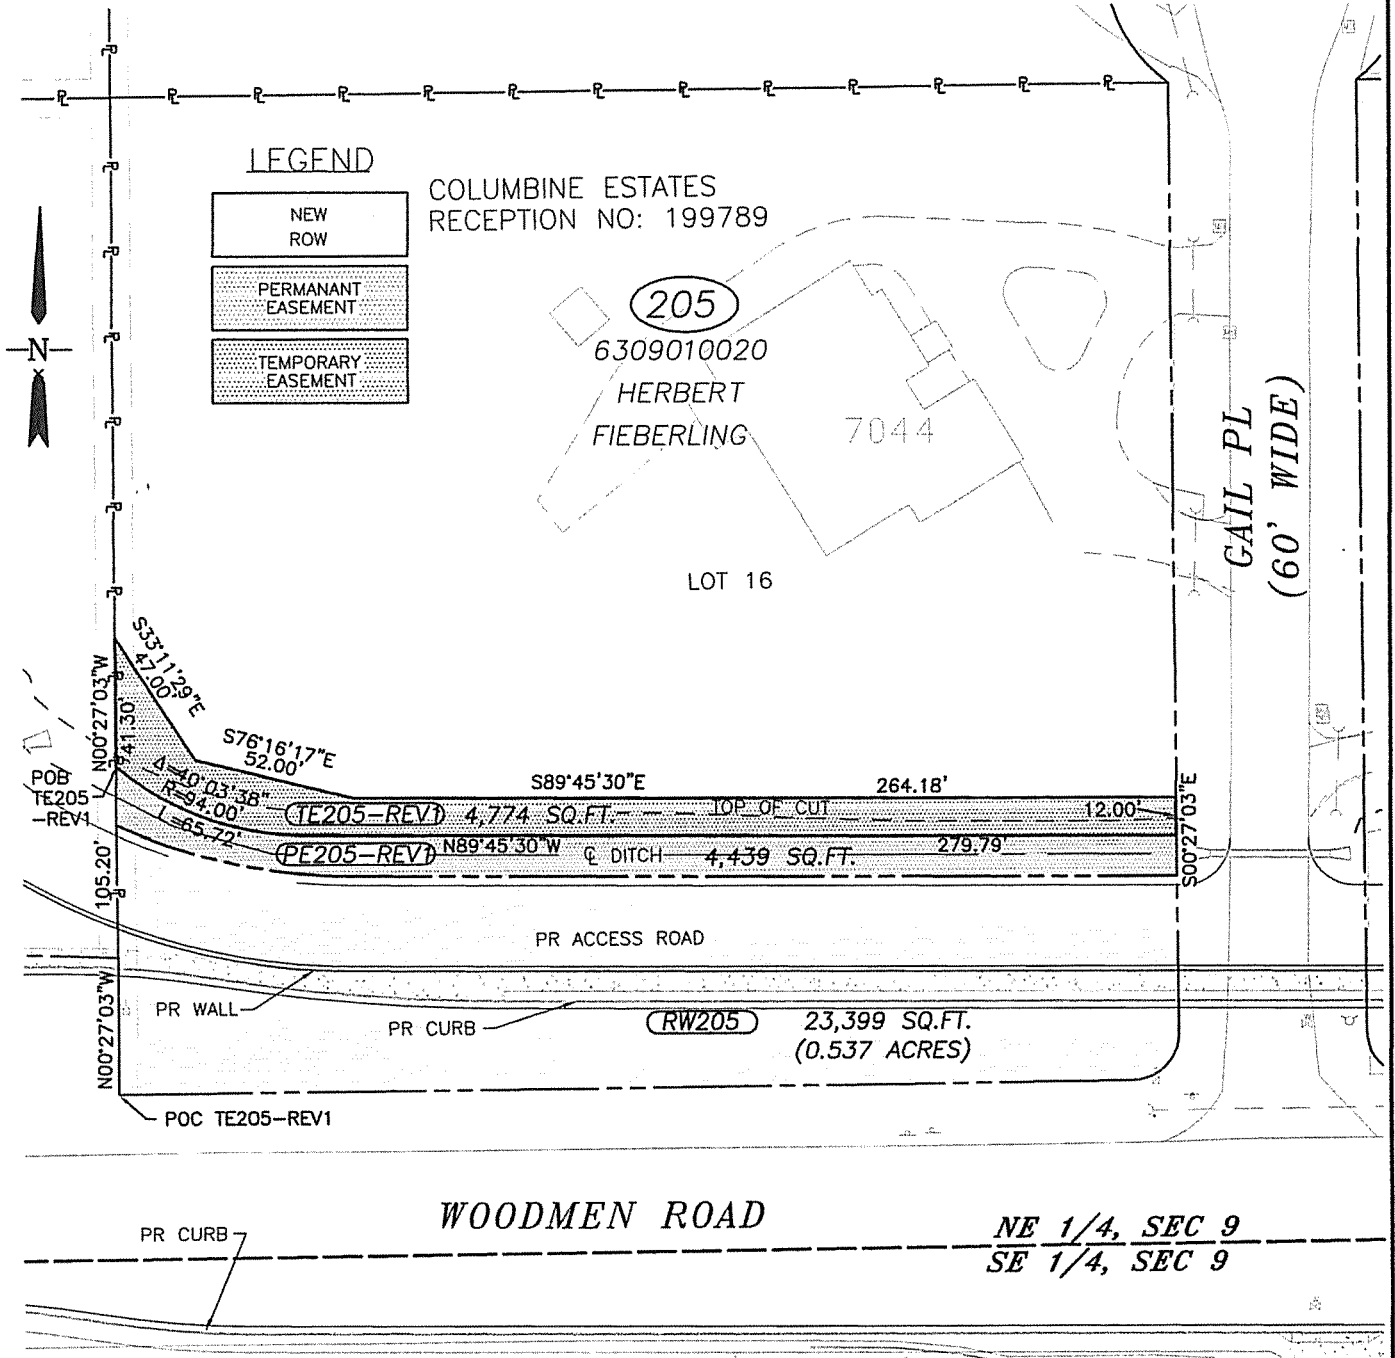 LEGEND
NEW
ROW
PERMANANT
EASEMENT
TEMPORARY
EASEMENT
COLUMBINE ESTATES
RECEPTION NO: 199789
205
6309010020
HERBERT
FIEBERLING
7044
LOT 16
N
GAIL PL
(60' WIDE)
S33°11'29"E
47.00'
N00°27'03"W
41.30'
S76°16'17"E
52.00'
S89°45'30"E 264.18'
POB
TE205
-REV1
Δ=40°03'38"
R=94.00'
L=65.72'
TE205-REV1 4,774 SQ.FT. TOP OF CUT 12.00'
S00°27'03"E
PE205-REV1 N89°45'30"W ℄ DITCH 4,439 SQ.FT. 279.79'
105.20'
N00°27'03"W
PR ACCESS ROAD
PR WALL
PR CURB
RW205 23,399 SQ.FT.
(0.537 ACRES)
POC TE205-REV1
WOODMEN ROAD
PR CURB
NE 1/4, SEC 9
SE 1/4, SEC 9